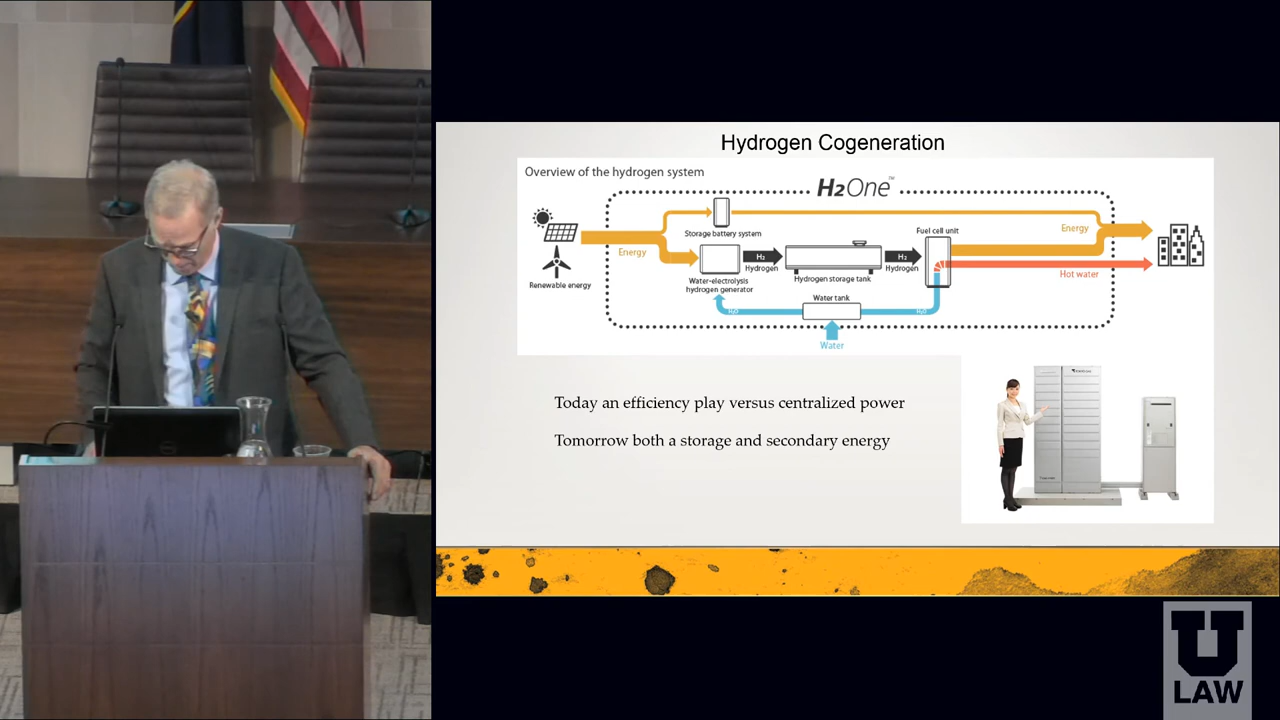 Hydrogen Cogeneration
Overview of the hydrogen system
H2One™
Storage battery system
Fuel cell unit
Energy
Energy
H2
Hydrogen
H2
Hydrogen
Hydrogen storage tank
Hot water
Renewable energy
Water-electrolysis
hydrogen generator
Water tank
H₂O
H₂O
Water
Today an efficiency play versus centralized power
Tomorrow both a storage and secondary energy
U
LAW